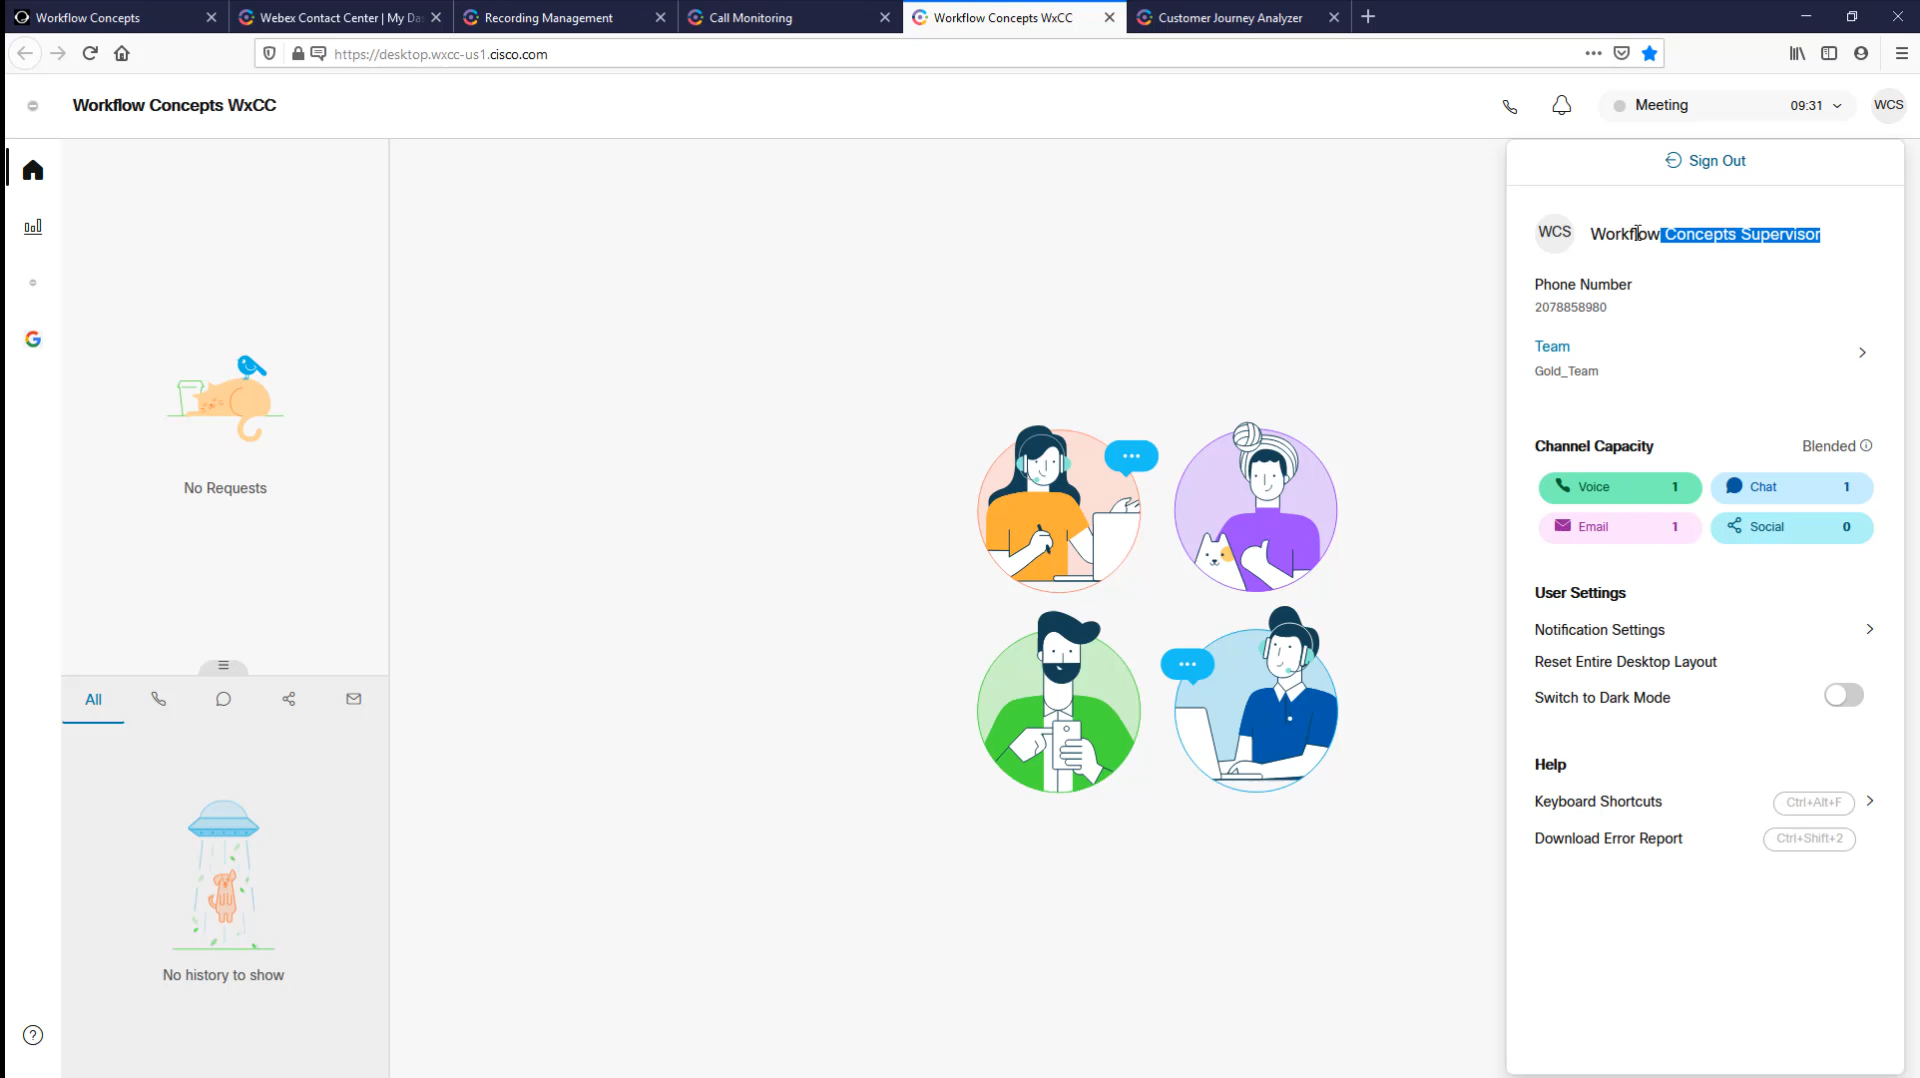 Workflow Concepts
Webex Contact Center | My Da
Recording Management
Call Monitoring
Workflow Concepts WxCC
Customer Journey Analyzer
https://desktop.wxcc-us1.cisco.com
Workflow Concepts WxCC
Meeting 09:31
WCS
Sign Out
WCS Workflow Concepts Supervisor
Phone Number
2078858980
Team
Gold_Team
Channel Capacity Blended
Voice 1
Chat 1
Email 1
Social 0
User Settings
Notification Settings
Reset Entire Desktop Layout
Switch to Dark Mode
Help
Keyboard Shortcuts Ctrl+Alt+F
Download Error Report Ctrl+Shift+2
No Requests
All
No history to show